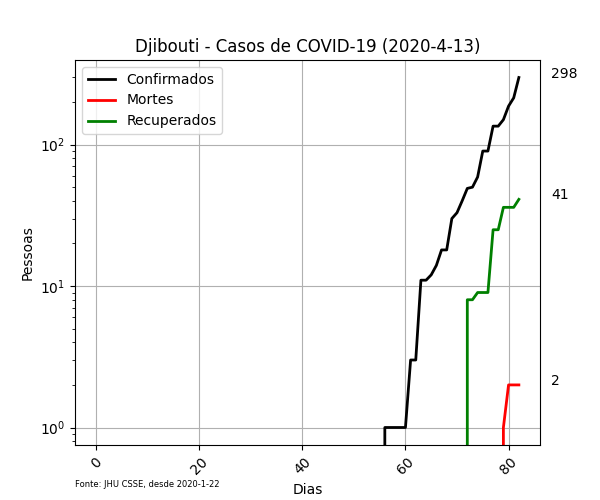 Djibouti - Casos de COVID-19 (2020-4-13)
Confirmados
Mortes
Recuperados
298
41
2
10²
10¹
10⁰
Pessoas
0 20 40 60 80
Dias
Fonte: JHU CSSE, desde 2020-1-22